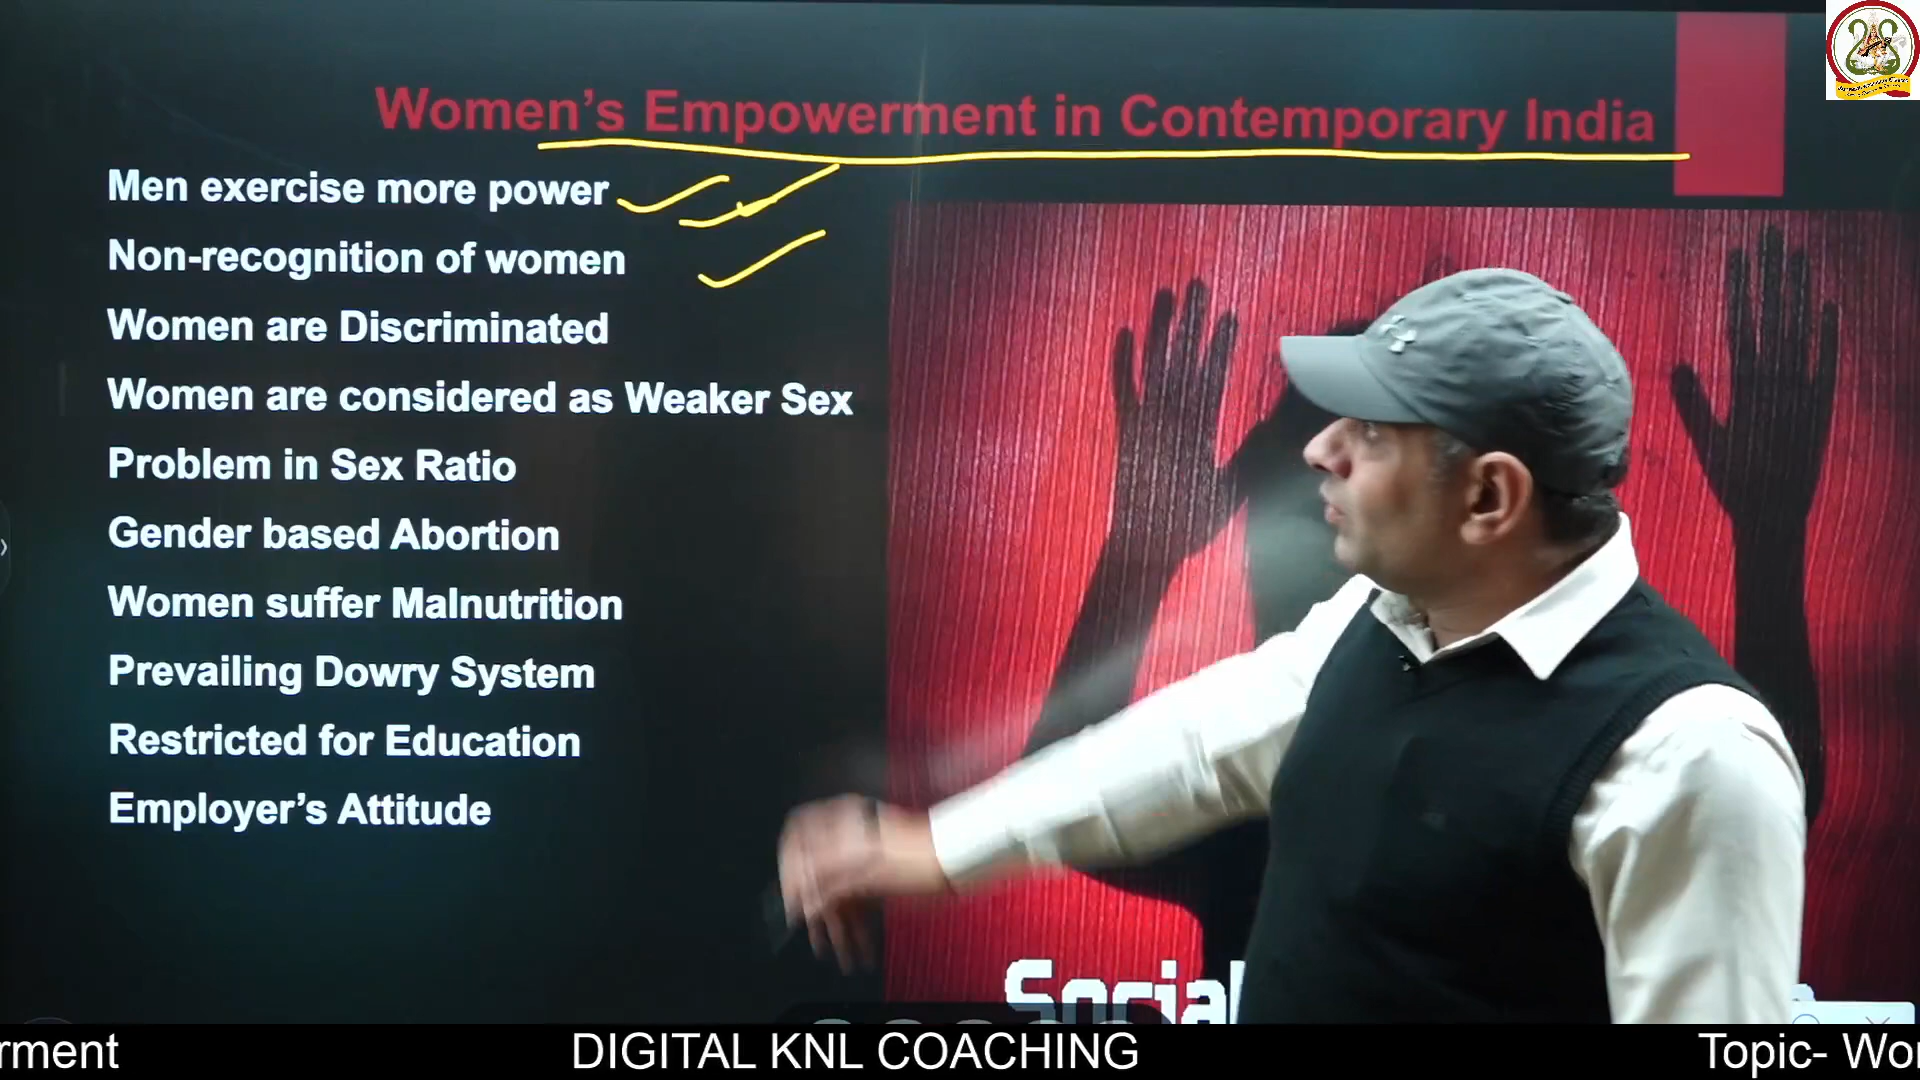 Women’s Empowerment in Contemporary India
Men exercise more power
Non-recognition of women
Women are Discriminated
Women are considered as Weaker Sex
Problem in Sex Ratio
Gender based Abortion
Women suffer Malnutrition
Prevailing Dowry System
Restricted for Education
Employer’s Attitude
Social
rment DIGITAL KNL COACHING Topic- Wo